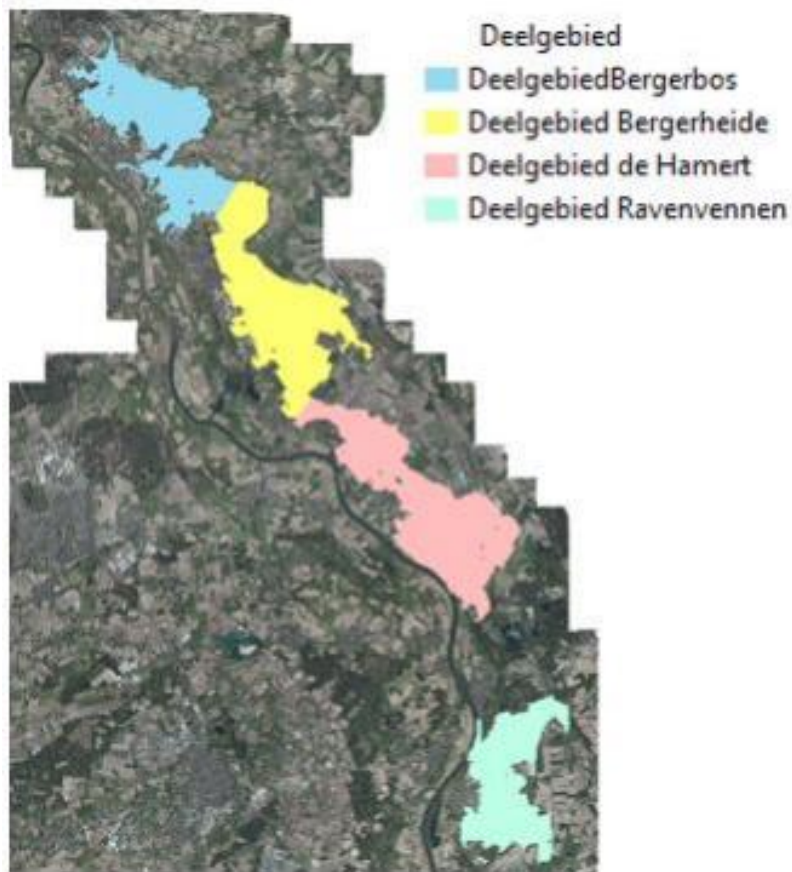 Deelgebied
DeelgebiedBergerbos
Deelgebied Bergerheide
Deelgebied de Hamert
Deelgebied Ravenvennen